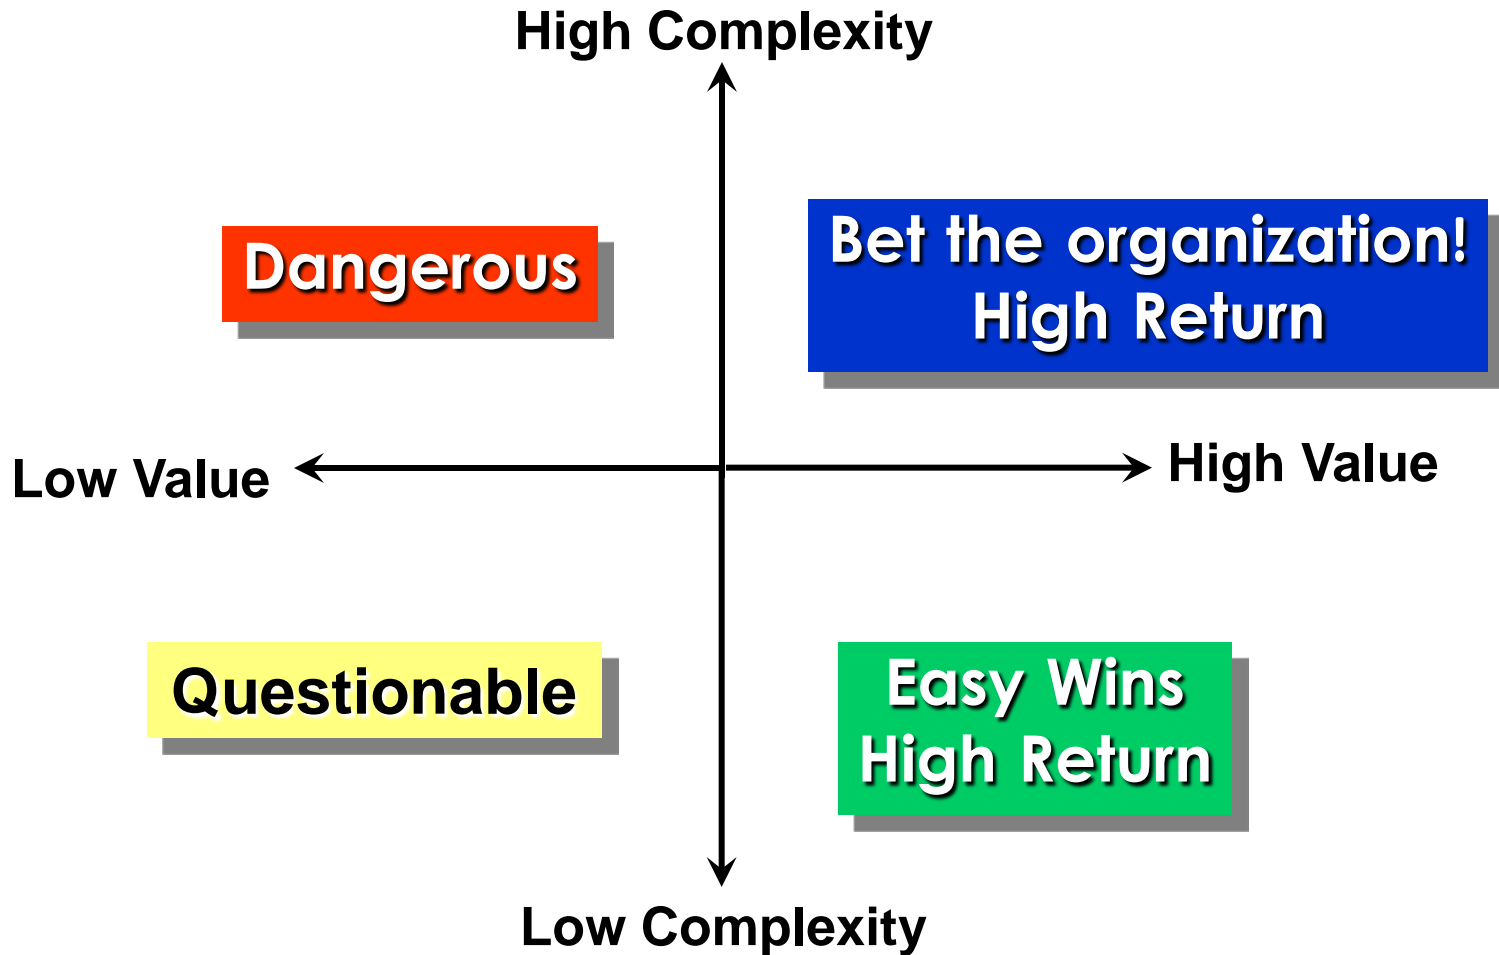 High Complexity
Dangerous
Bet the organization!
High Return
Low Value
High Value
Questionable
Easy Wins
High Return
Low Complexity